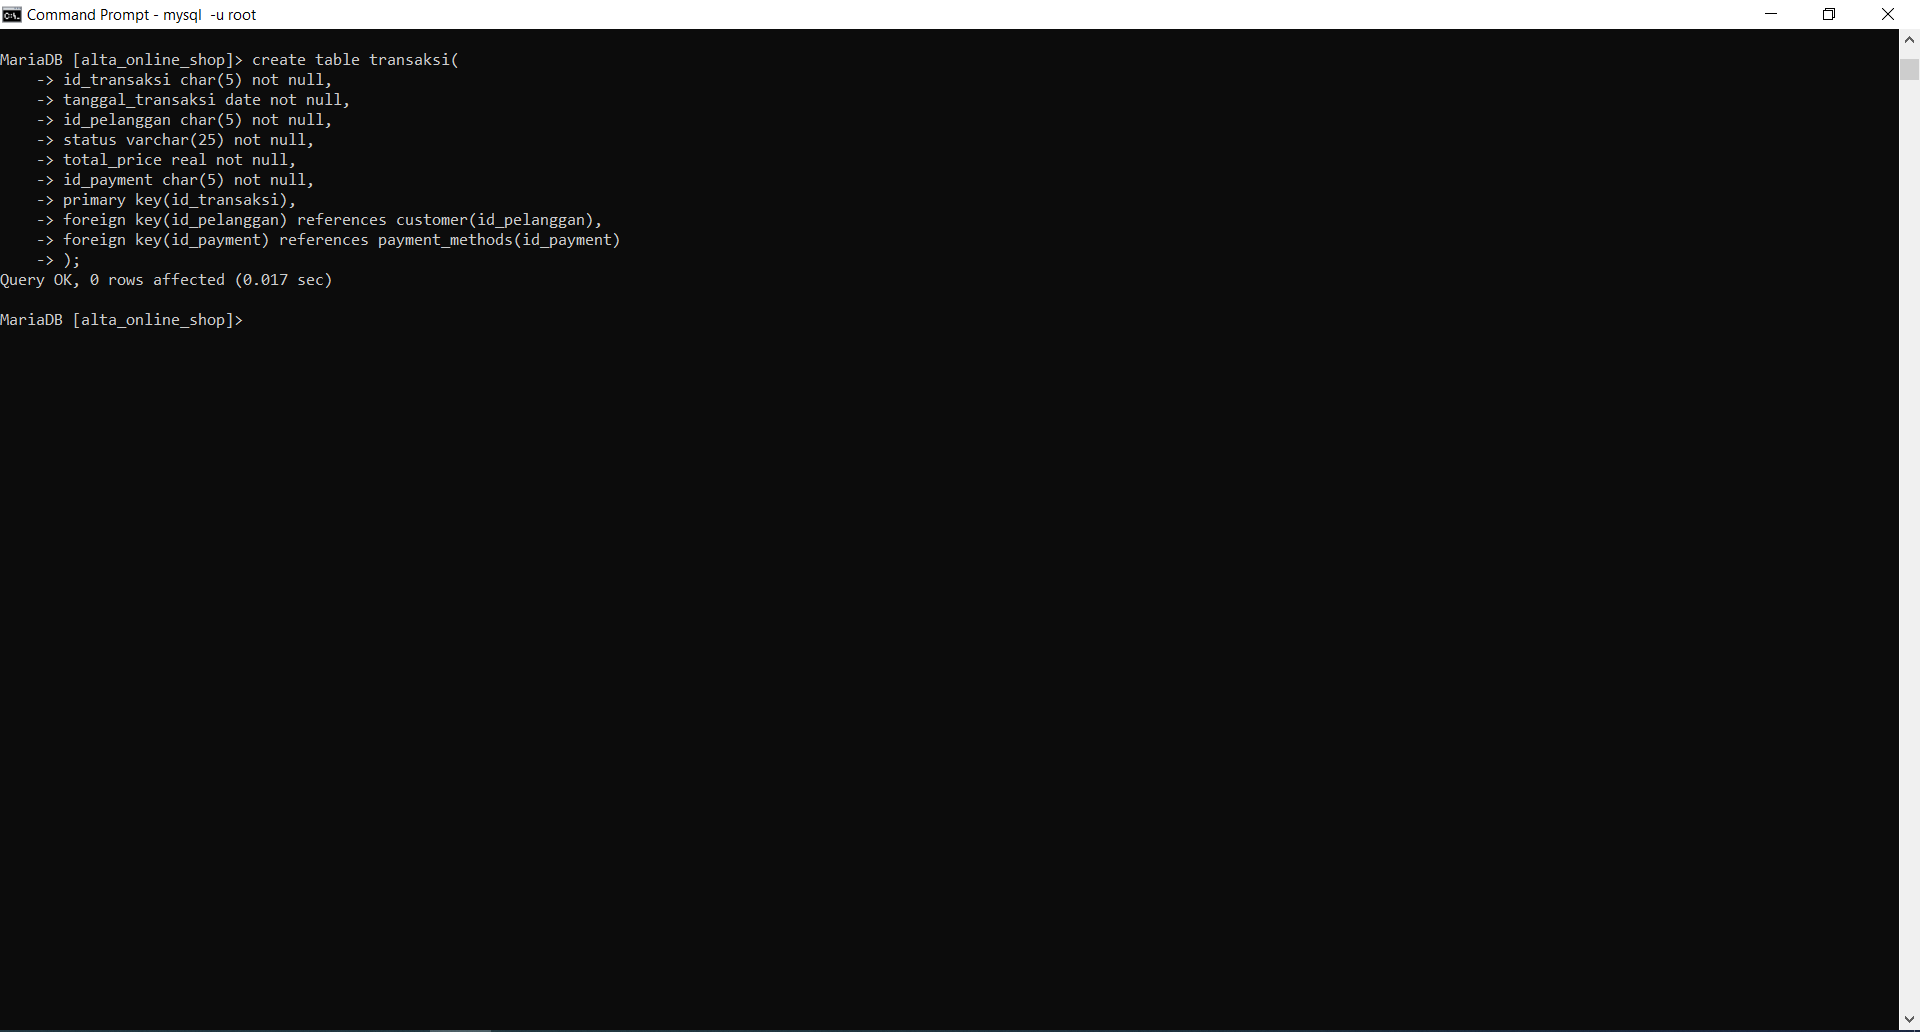 Command Prompt - mysql  -u root
MariaDB [alta_online_shop]> create table transaksi(
    -> id_transaksi char(5) not null,
    -> tanggal_transaksi date not null,
    -> id_pelanggan char(5) not null,
    -> status varchar(25) not null,
    -> total_price real not null,
    -> id_payment char(5) not null,
    -> primary key(id_transaksi),
    -> foreign key(id_pelanggan) references customer(id_pelanggan),
    -> foreign key(id_payment) references payment_methods(id_payment)
    -> );
Query OK, 0 rows affected (0.017 sec)
MariaDB [alta_online_shop]>